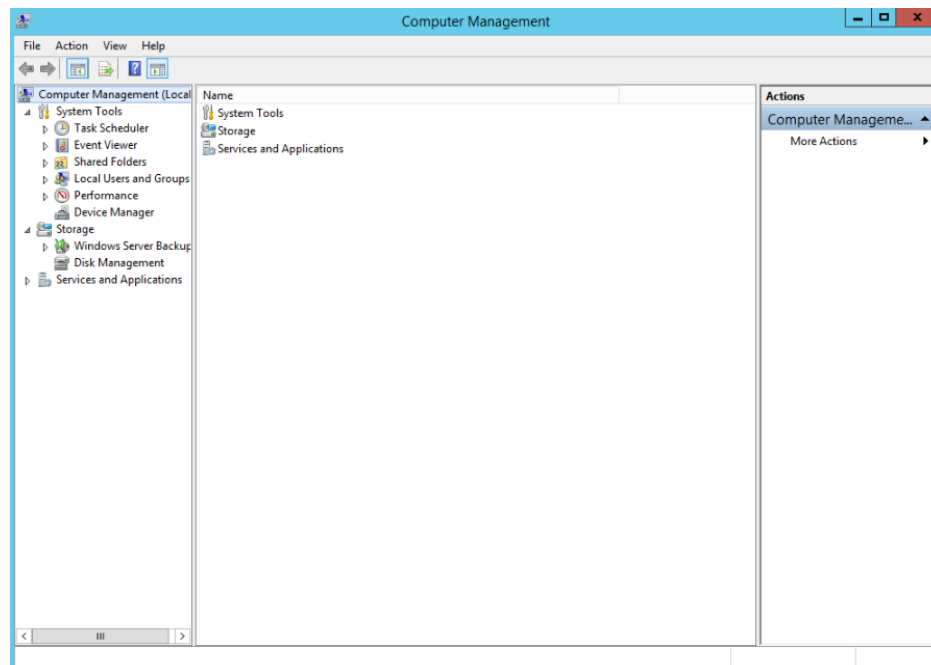 Computer Management
File Action View Help
Computer Management (Local
System Tools
Task Scheduler
Event Viewer
Shared Folders
Local Users and Groups
Performance
Device Manager
Storage
Windows Server Backup
Disk Management
Services and Applications
Name
System Tools
Storage
Services and Applications
Actions
Computer Manageme...
More Actions